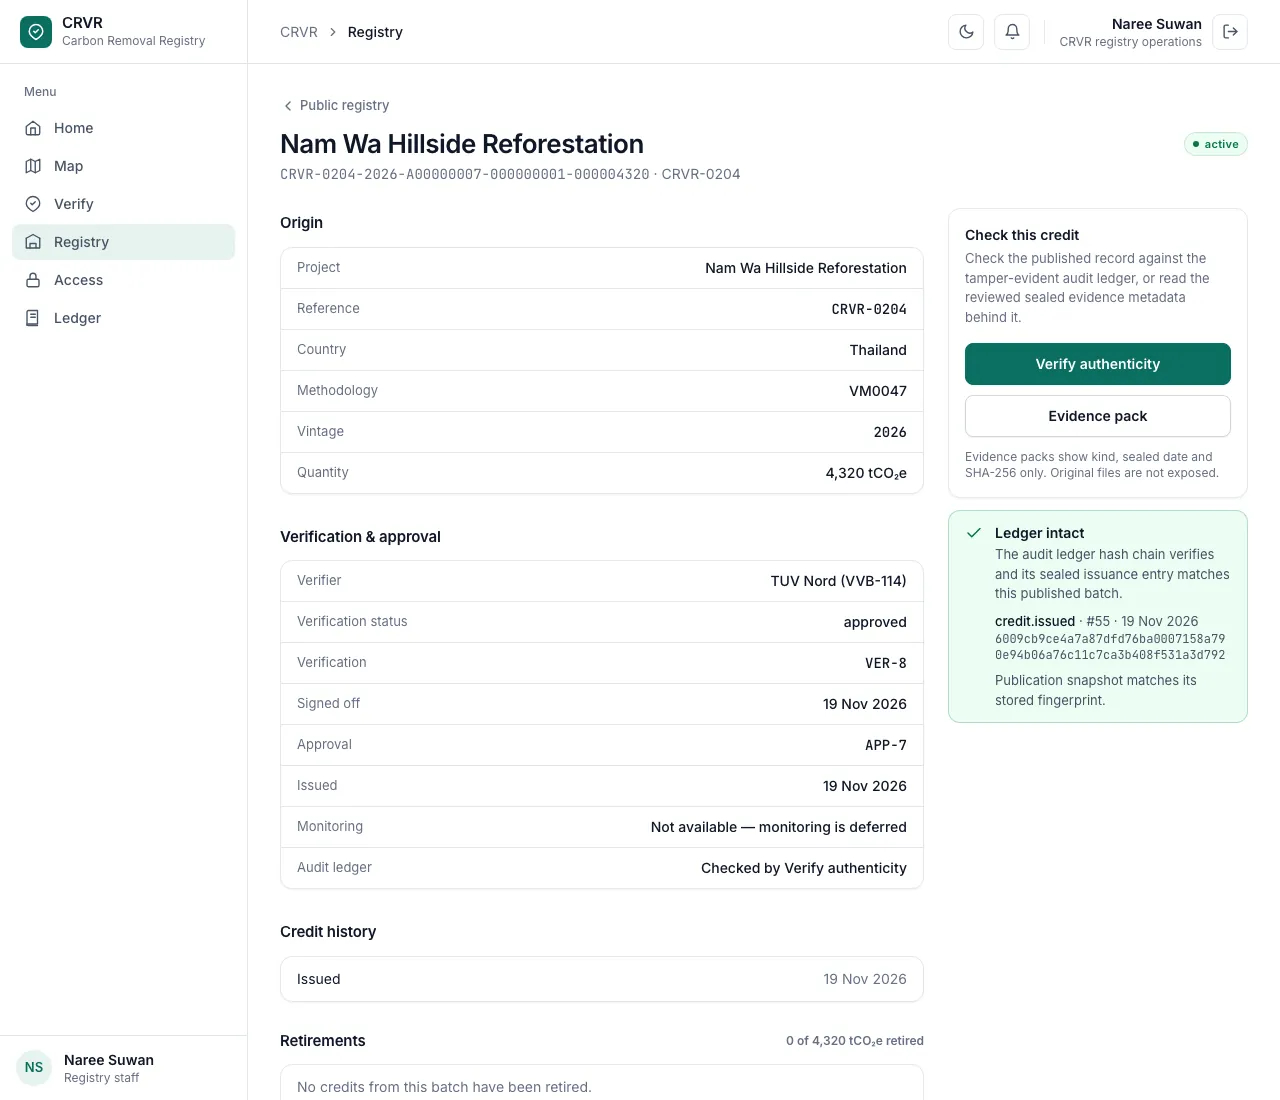 CRVR
Carbon Removal Registry
Menu
Home
Map
Verify
Registry
Access
Ledger
NS
Naree Suwan
Registry staff
CRVR
Registry
Naree Suwan
CRVR registry operations
Public registry
Nam Wa Hillside Reforestation
active
CRVR-0204-2026-A00000007-000000001-000004320 · CRVR-0204
Origin
Project Nam Wa Hillside Reforestation
Reference CRVR-0204
Country Thailand
Methodology VM0047
Vintage 2026
Quantity 4,320 tCO₂e
Verification & approval
Verifier TUV Nord (VVB-114)
Verification status approved
Verification VER-8
Signed off 19 Nov 2026
Approval APP-7
Issued 19 Nov 2026
Monitoring Not available — monitoring is deferred
Audit ledger Checked by Verify authenticity
Credit history
Issued 19 Nov 2026
Retirements 0 of 4,320 tCO₂e retired
No credits from this batch have been retired.
Check this credit
Check the published record against the
tamper-evident audit ledger, or read the
reviewed sealed evidence metadata
behind it.
Verify authenticity
Evidence pack
Evidence packs show kind, sealed date and
SHA-256 only. Original files are not exposed.
Ledger intact
The audit ledger hash chain verifies
and its sealed issuance entry matches
this published batch.
credit.issued · #55 · 19 Nov 2026
6009cb9ce4a7a87dfd76ba0007158a79
0e94b06a76c11c7ca3b408f531a3d792
Publication snapshot matches its
stored fingerprint.